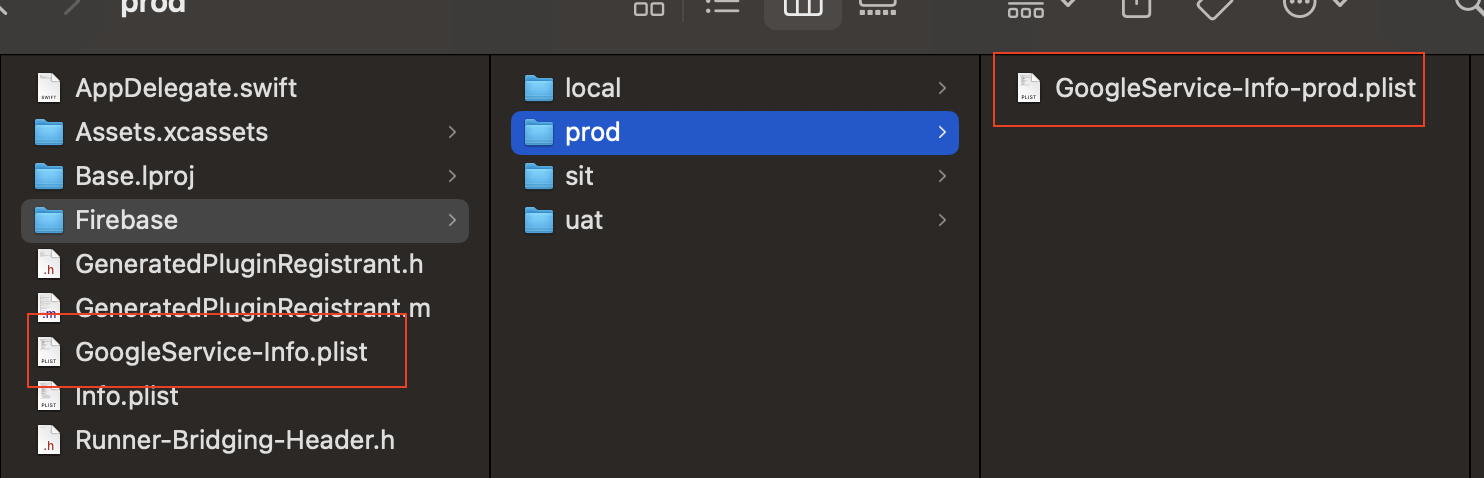 prod
AppDelegate.swift
Assets.xcassets
Base.lproj
Firebase
GeneratedPluginRegistrant.h
GeneratedPluginRegistrant.m
GoogleService-Info.plist
Info.plist
Runner-Bridging-Header.h
local
prod
sit
uat
GoogleService-Info-prod.plist